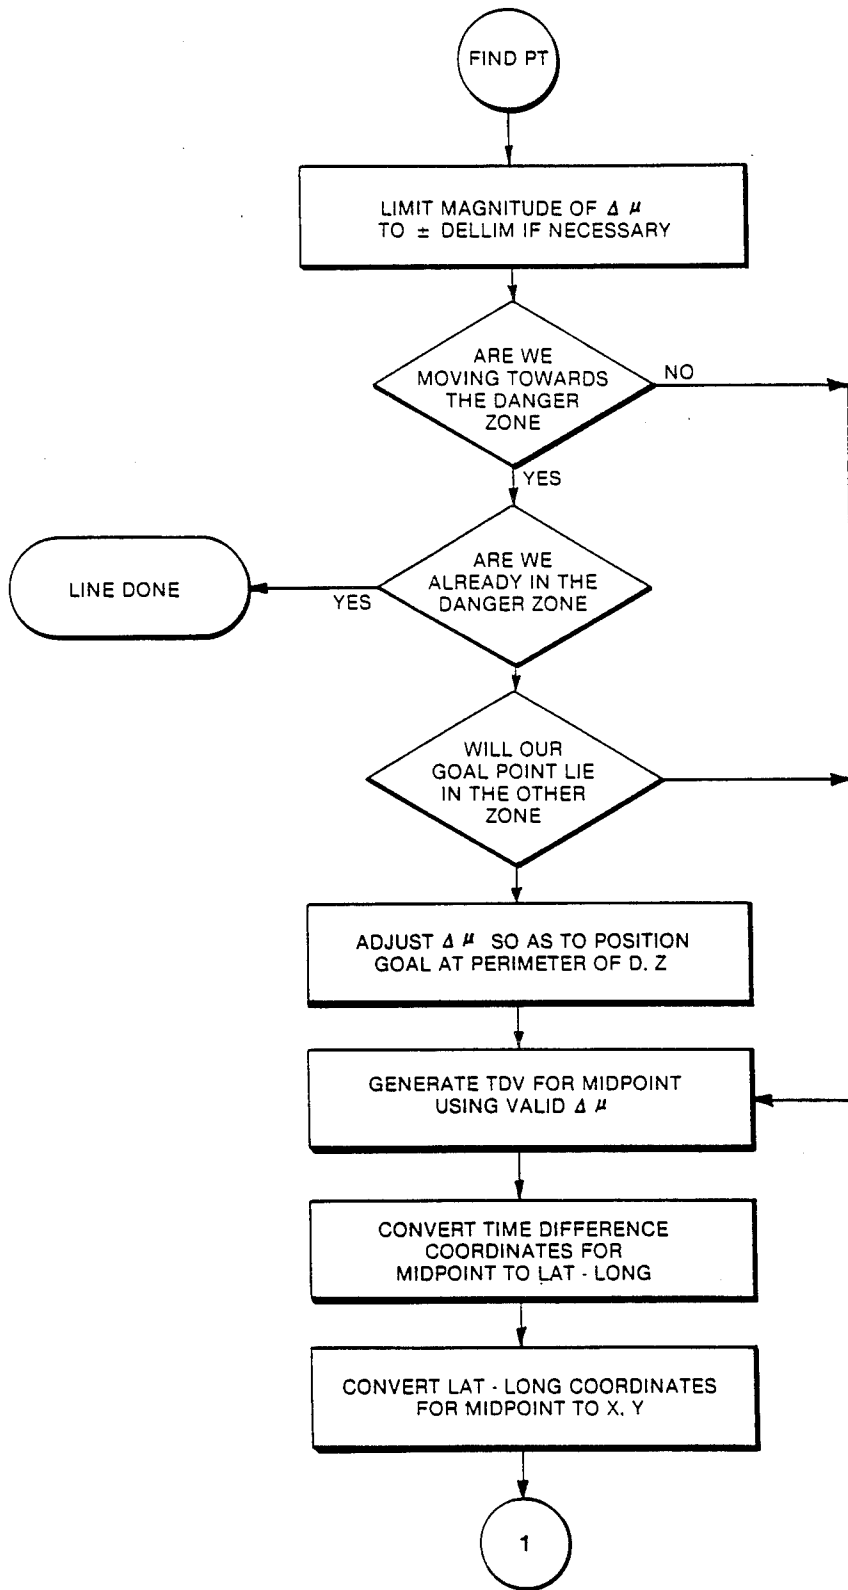 FIND PT
LIMIT MAGNITUDE OF Δ μ
TO ± DELLIM IF NECESSARY
ARE WE
MOVING TOWARDS
THE DANGER
ZONE
NO
YES
ARE WE
ALREADY IN THE
DANGER ZONE
YES
LINE DONE
WILL OUR
GOAL POINT LIE
IN THE OTHER
ZONE
ADJUST Δ μ SO AS TO POSITION
GOAL AT PERIMETER OF D. Z
GENERATE TDV FOR MIDPOINT
USING VALID Δ μ
CONVERT TIME DIFFERENCE
COORDINATES FOR
MIDPOINT TO LAT - LONG
CONVERT LAT - LONG COORDINATES
FOR MIDPOINT TO X, Y
1